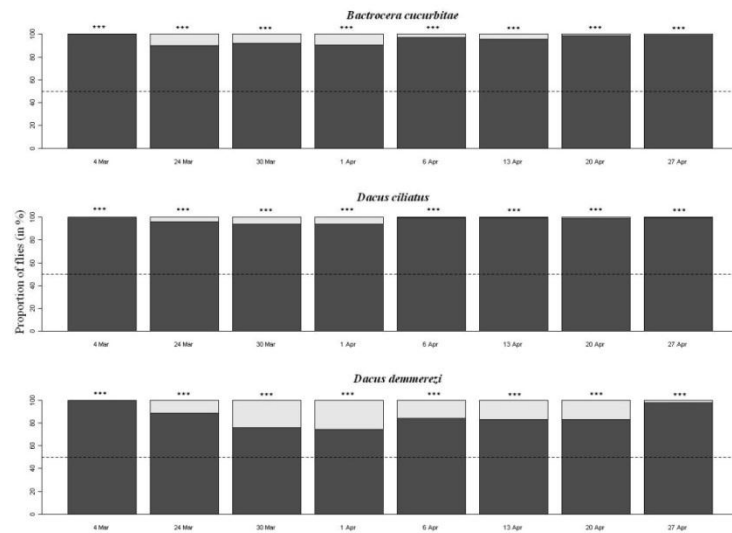 Bactrocera cucurbitae
*** *** *** *** *** *** *** ***
100
80
60
40
20
0
4 Mar 24 Mar 30 Mar 1 Apr 6 Apr 13 Apr 20 Apr 27 Apr
Dacus ciliatus
*** *** *** *** *** *** *** ***
100
80
60
40
20
0
4 Mar 24 Mar 30 Mar 1 Apr 6 Apr 13 Apr 20 Apr 27 Apr
Proportion of flies (in %)
Dacus demmerezi
*** *** *** *** *** *** *** ***
100
80
60
40
20
0
4 Mar 24 Mar 30 Mar 1 Apr 6 Apr 13 Apr 20 Apr 27 Apr